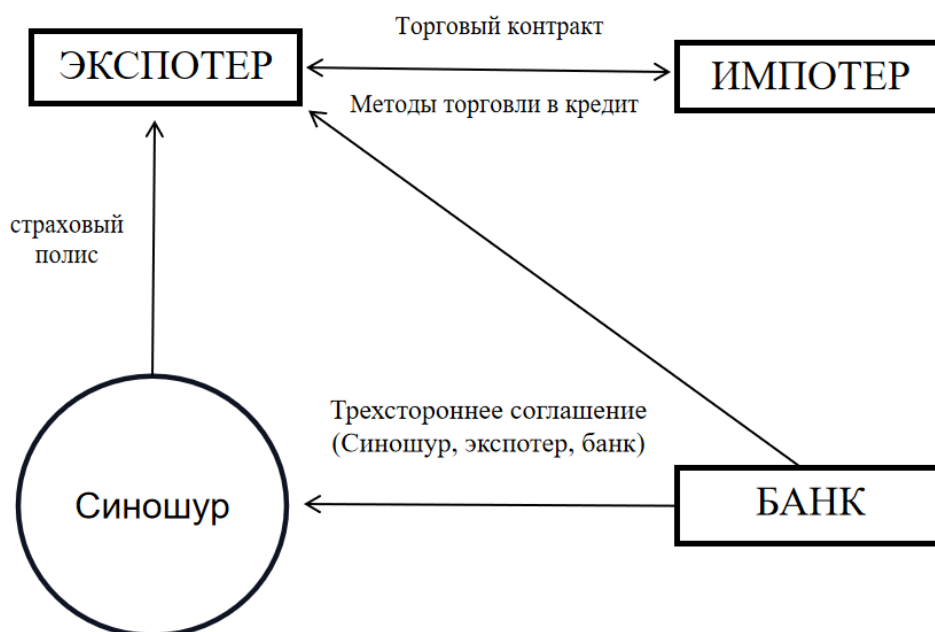 Торговый контракт
ЭКСПОТЕР
ИМПОТЕР
Методы торговли в кредит
страховый
полис
Трехстороннее соглашение
(Синошур, экспотер, банк)
Синошур
БАНК